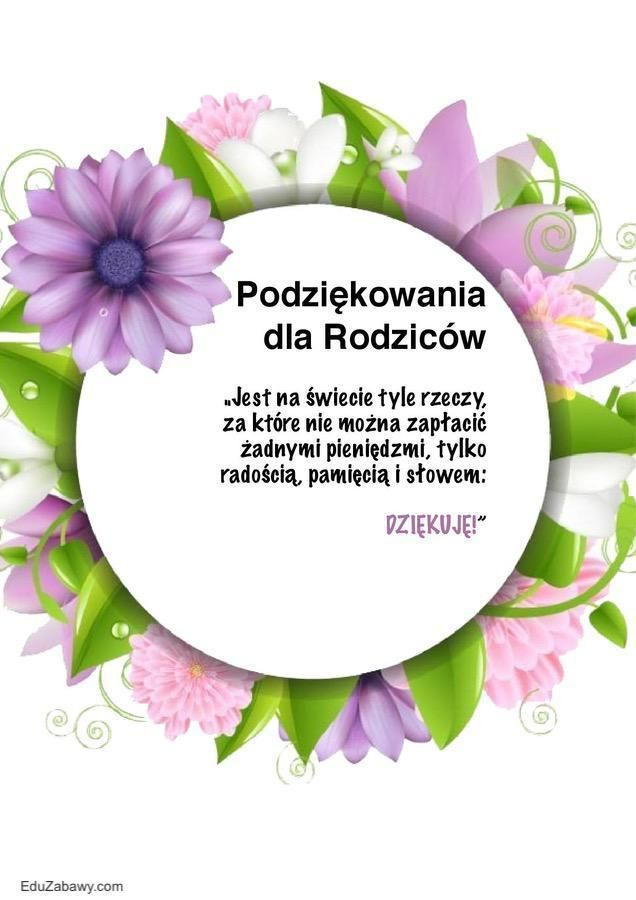 Podziękowania
dla Rodziców
„Jest na świecie tyle rzeczy,
za które nie można zapłacić
żadnymi pieniędzmi, tylko
radością, pamięcią i słowem:
DZIĘKUJĘ!”
EduZabawy.com